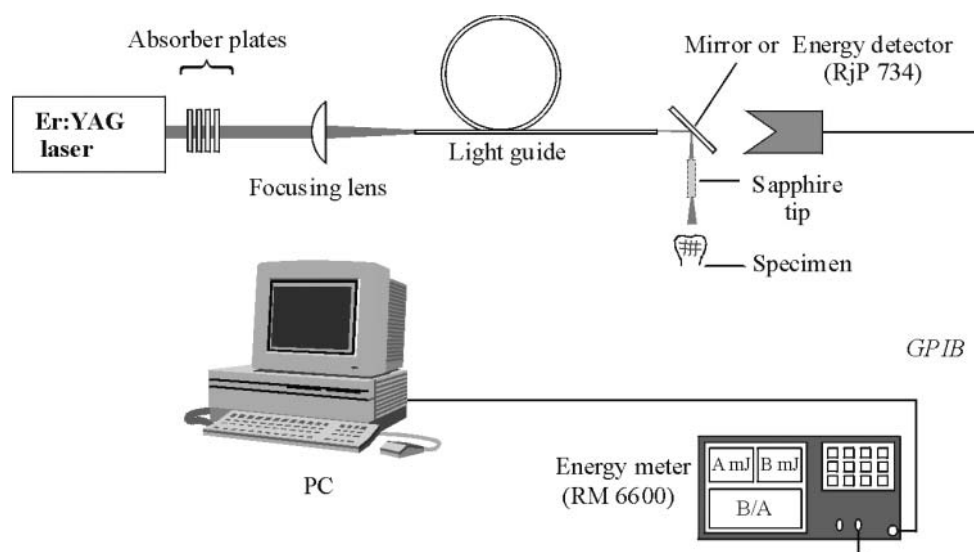 Absorber plates
Er:YAG
laser
Focusing lens
Light guide
Mirror or
Energy detector
(RjP 734)
Sapphire
tip
Specimen
GPIB
PC
Energy meter
(RM 6600)
A mJ
B mJ
B/A